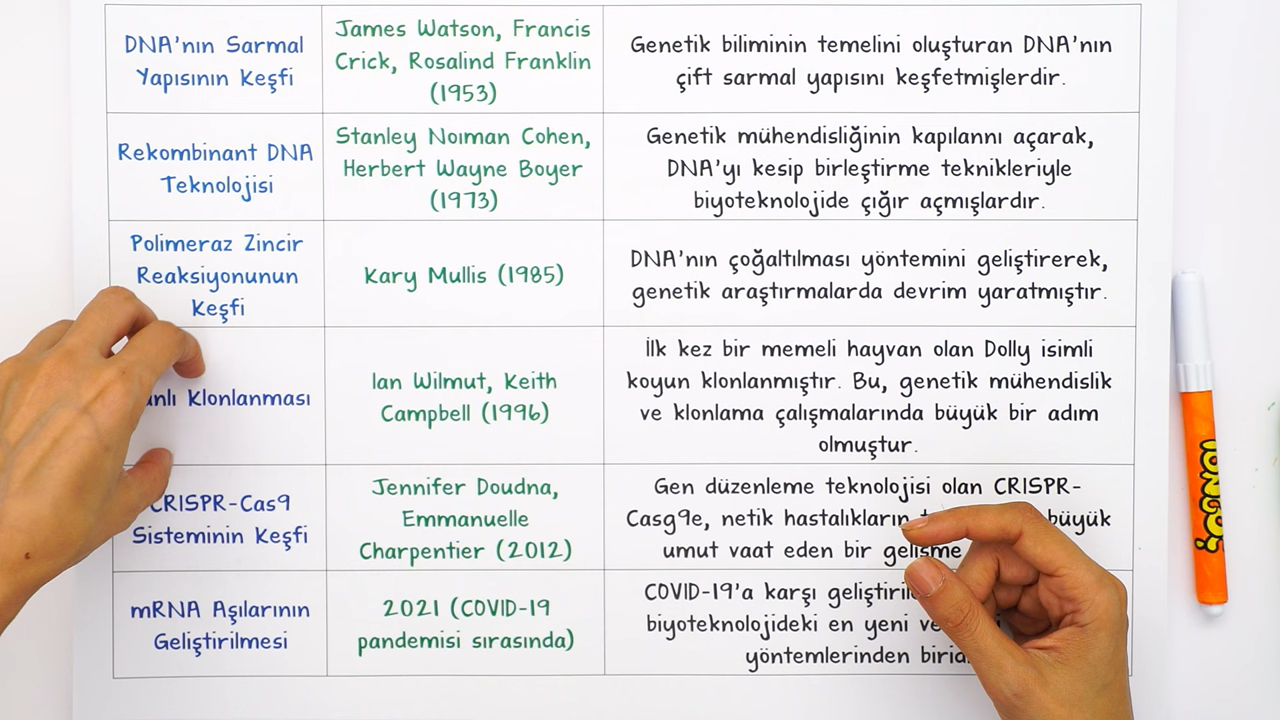 DNA'nın Sarmal
Yapısının Keşfi
James Watson, Francis
Crick, Rosalind Franklin
(1953)
Genetik biliminin temelini oluşturan DNA'nın
çift sarmal yapısını keşfetmişlerdir.
Rekombinant DNA
Teknolojisi
Stanley Noıman Cohen,
Herbert Wayne Boyer
(1973)
Genetik mühendisliğinin kapılannı açarak,
DNA'yı kesip birleştirme teknikleriyle
biyoteknolojide çığır açmışlardır.
Polimeraz Zincir
Reaksiyonunun
Keşfi
Kary Mullis (1985)
DNA'nın çoğaltılması yöntemini geliştirerek,
genetik araştırmalarda devrim yaratmıştır.
Klonlanması
Ian Wilmut, Keith
Campbell (1996)
İlk kez bir memeli hayvan olan Dolly isimli
koyun klonlanmıştır. Bu, genetik mühendislik
ve klonlama çalışmalarında büyük bir adım
olmuştur.
CRISPR-Cas9
Sisteminin Keşfi
Jennifer Doudna,
Emmanuelle
Charpentier (2012)
Gen düzenleme teknolojisi olan CRISPR-
Casg9e, netik hastalıkların büyük
umut vaat eden bir gelişme
mRNA Aşılarının
Geliştirilmesi
2021 (COVID-19
pandemisi sırasında)
COVID-19'a karşı
biyoteknolojideki en yeni
yöntemlerinden